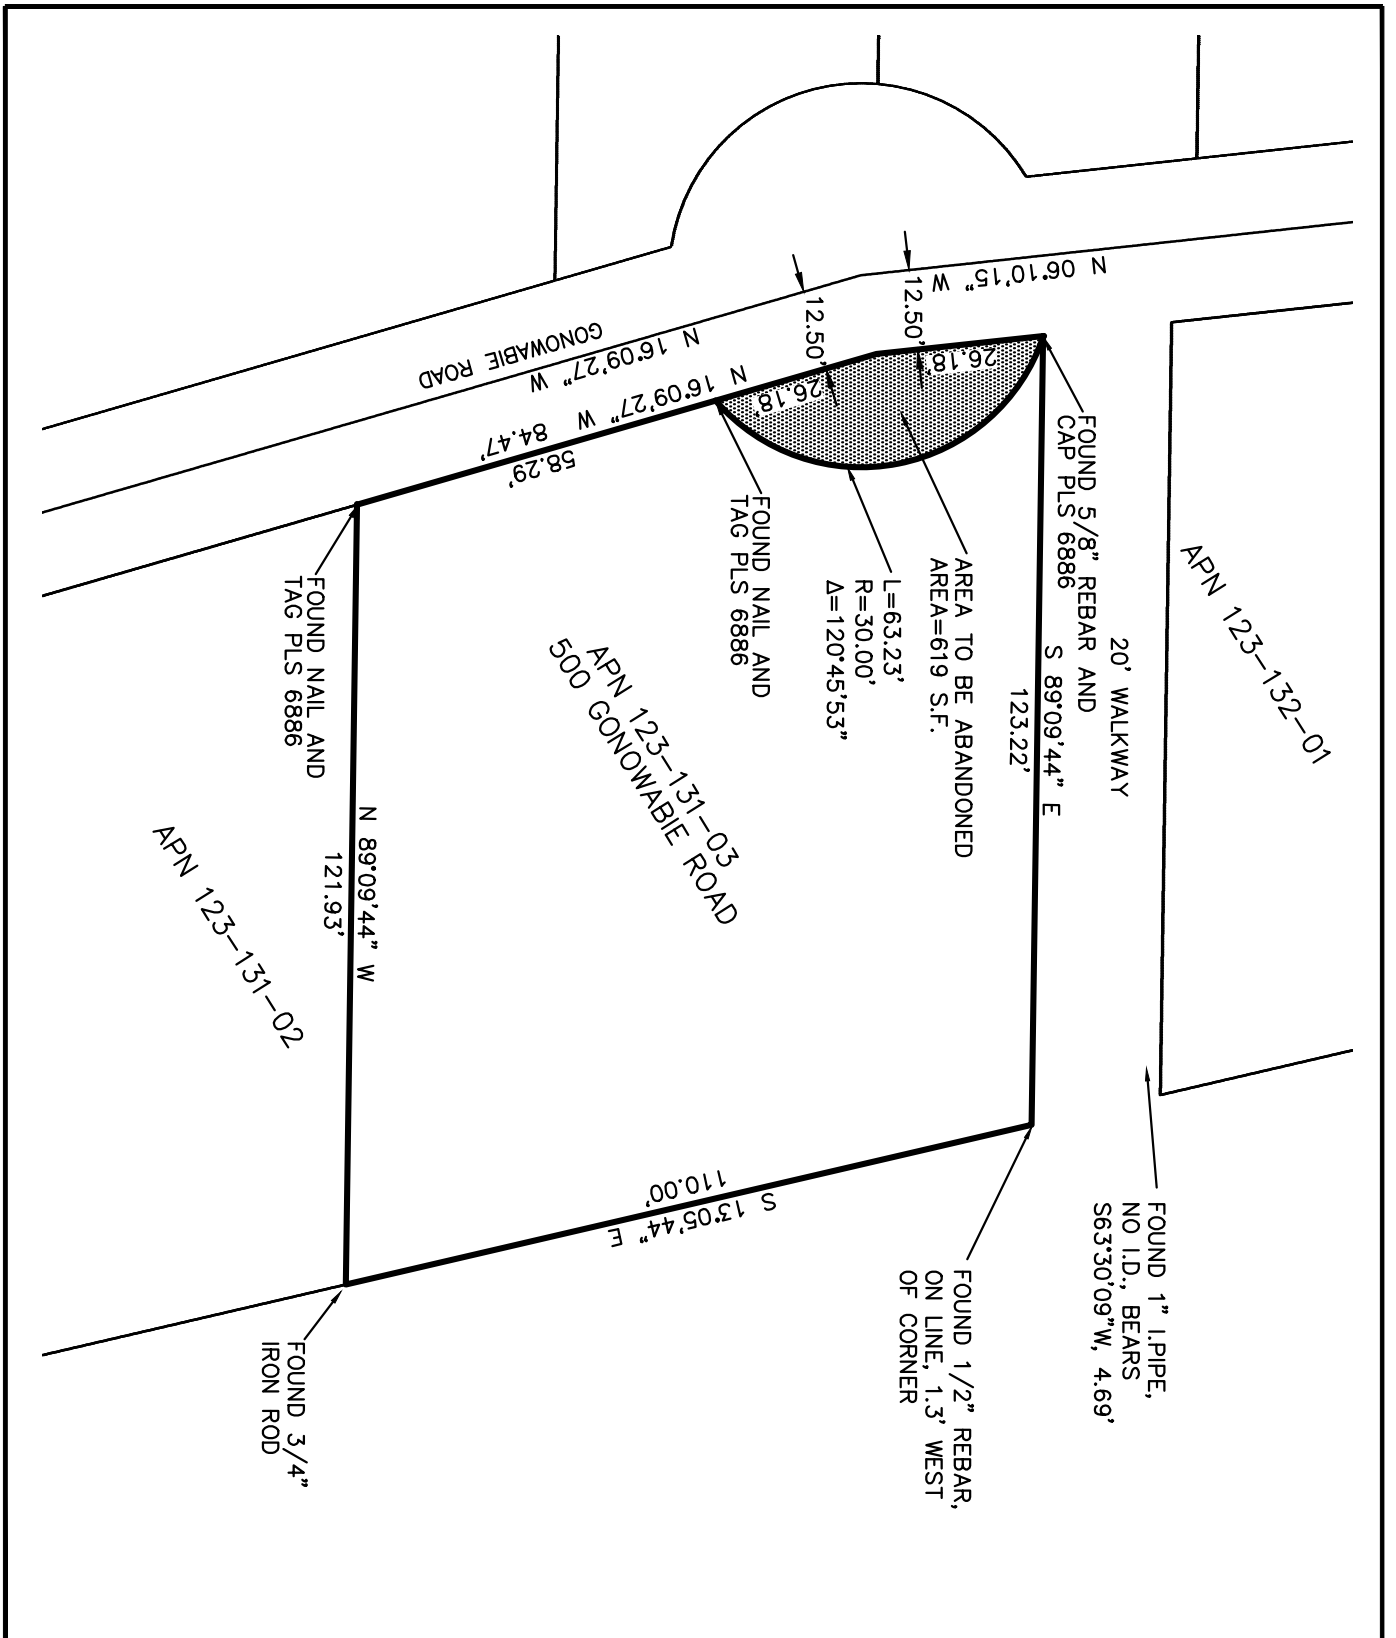 APN 123-132-01
20' WALKWAY
FOUND 5/8" REBAR AND
CAP PLS 6886
S 89°09'44" E
123.22'
FOUND 1" I.PIPE,
NO I.D., BEARS
S63°30'09"W, 4.69'
FOUND 1/2" REBAR,
ON LINE, 1.3' WEST
OF CORNER
N 06°10'15" W
12.50'
26.18'
12.50'
26.18'
AREA TO BE ABANDONED
AREA=619 S.F.
L=63.23'
R=30.00'
Δ=120°45'53"
FOUND NAIL AND
TAG PLS 6886
GONOWABIE ROAD
N 16°09'27" W
N 16°09'27" W 84.47'
58.29'
APN 123-131-03
500 GONOWABIE ROAD
S 13°05'44" E
110.00'
FOUND NAIL AND
TAG PLS 6886
N 89°09'44" W
121.93'
APN 123-131-02
FOUND 3/4"
IRON ROD